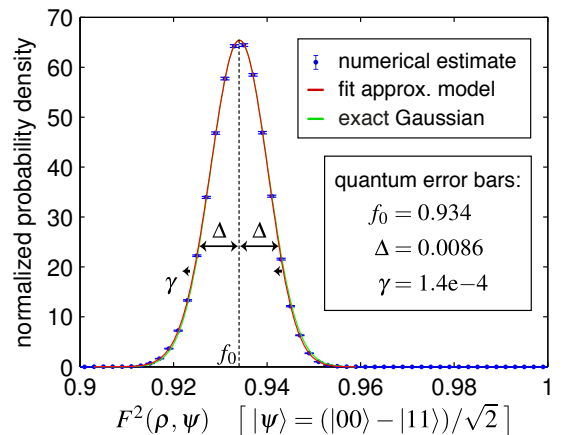 normalized probability density
70
60
50
40
30
20
10
0
numerical estimate
fit approx. model
exact Gaussian
quantum error bars:
f₀ = 0.934
Δ = 0.0086
γ = 1.4e−4
Δ Δ
γ
f₀
0.9 0.92 0.94 0.96 0.98 1
F²(ρ, ψ) [ |ψ⟩ = (|00⟩ − |11⟩)/√2 ]